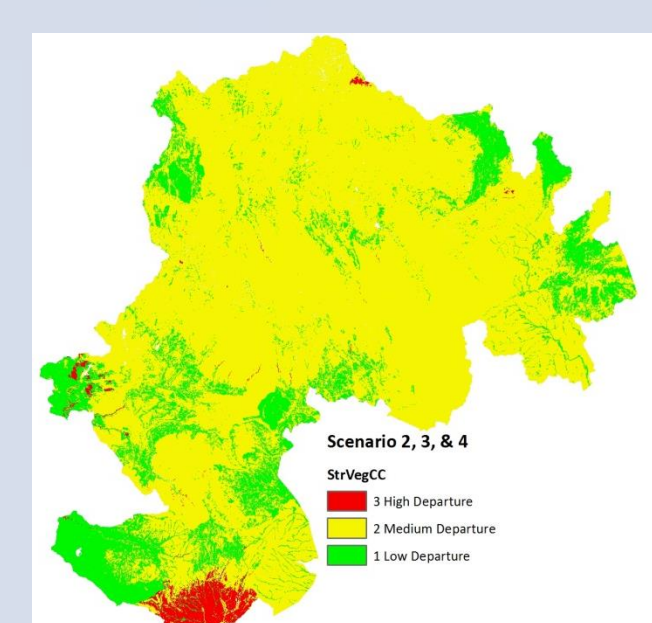 Scenario 2, 3, & 4
StrVegCC
3 High Departure
2 Medium Departure
1 Low Departure